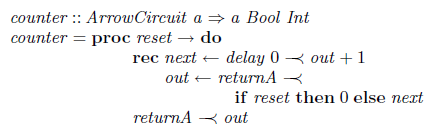 counter :: ArrowCircuit a ⇒ a Bool Int
counter = proc reset → do
rec next ← delay 0 ⤙ out + 1
out ← returnA ⤙
if reset then 0 else next
returnA ⤙ out